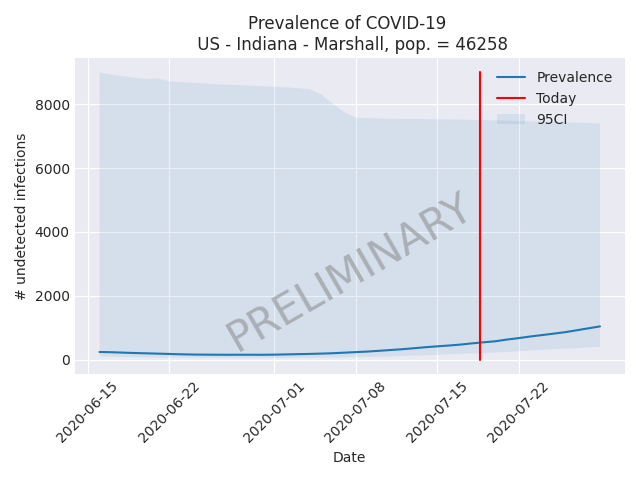 Prevalence of COVID-19
US - Indiana - Marshall, pop. = 46258
Prevalence
Today
95CI
8000
6000
4000
2000
0
# undetected infections
PRELIMINARY
2020-06-15
2020-06-22
2020-07-01
2020-07-08
2020-07-15
2020-07-22
Date